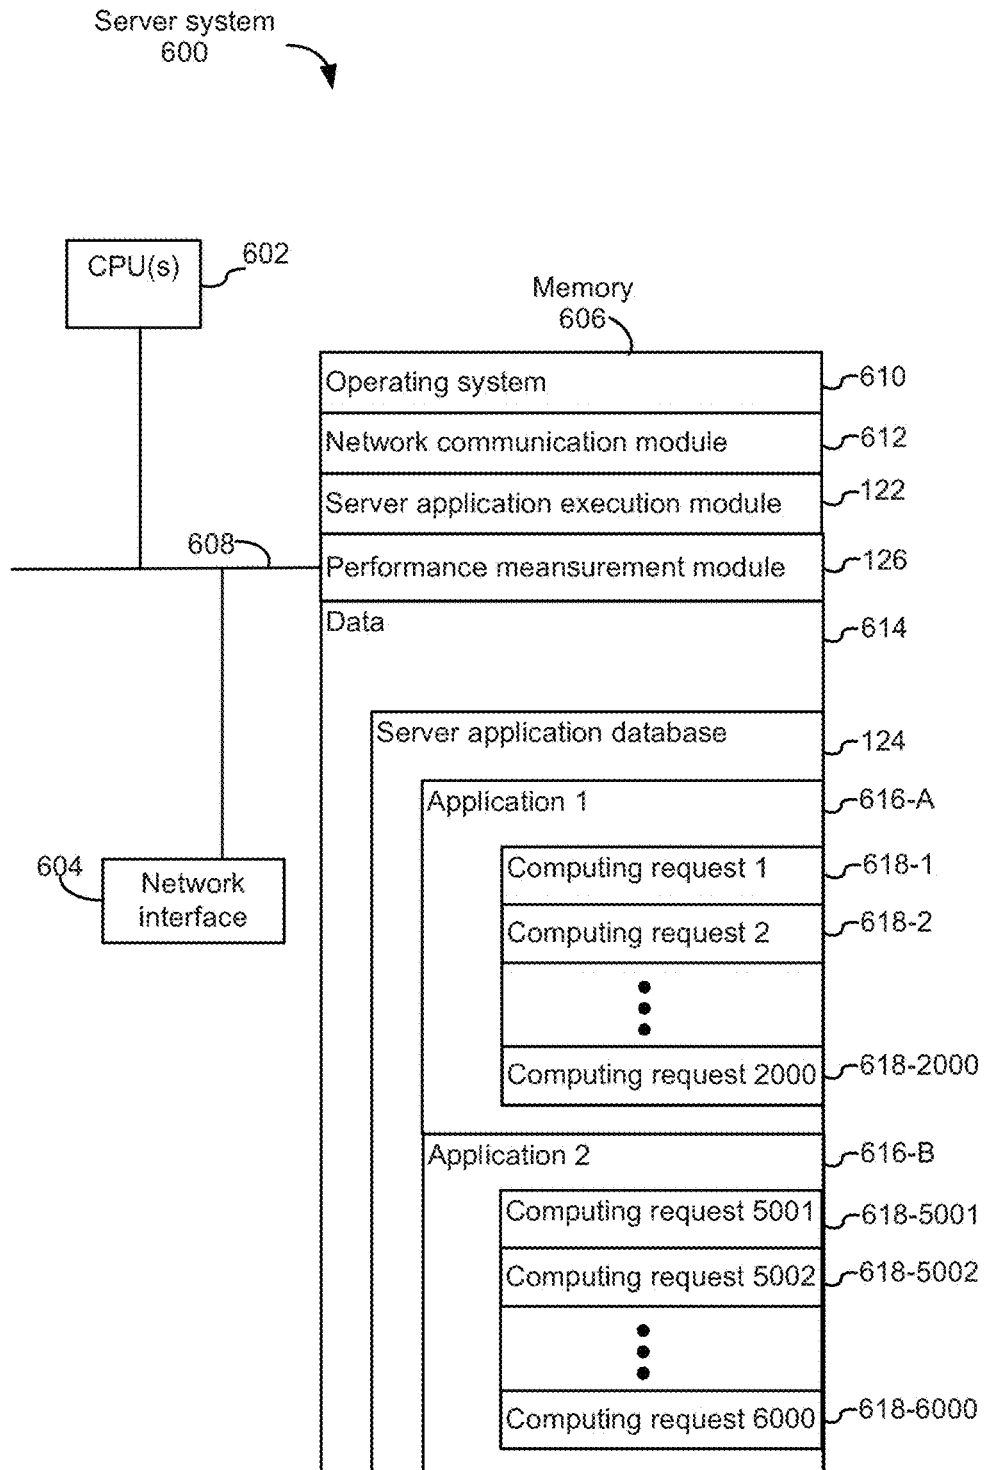 Server system
600
CPU(s)
602
Memory
606
Operating system
610
Network communication module
612
Server application execution module
122
608
Performance meansurement module
126
Data
614
Server application database
124
Application 1
616-A
604
Network
interface
Computing request 1
618-1
Computing request 2
618-2
Computing request 2000
618-2000
Application 2
616-B
Computing request 5001
618-5001
Computing request 5002
618-5002
Computing request 6000
618-6000